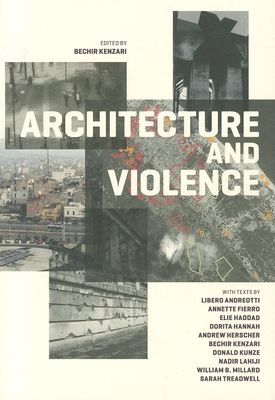 EDITED BY
BECHIR KENZARI
ARCHITECTURE
AND
VIOLENCE
WITH TEXTS BY
LIBERO ANDREOTTI
ANNETTE FIERRO
ELIE HADDAD
DORITA HANNAH
ANDREW HERSCHER
BECHIR KENZARI
DONALD KUNZE
NADIR LAHIJI
WILLIAM B. MILLARD
SARAH TREADWELL